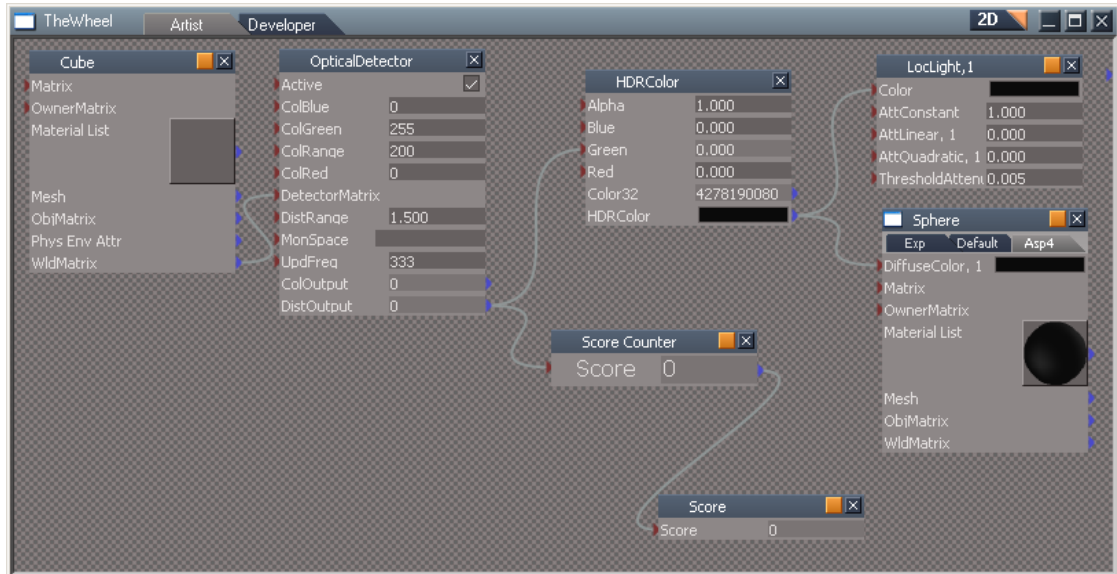 TheWheel Artist Developer 2D
Cube
Matrix
OwnerMatrix
Material List
Mesh
ObjMatrix
Phys Env Attr
WldMatrix
OpticalDetector
Active
ColBlue 0
ColGreen 255
ColRange 200
ColRed 0
DetectorMatrix
DistRange 1.500
MonSpace
UpdFreq 333
ColOutput 0
DistOutput 0
HDRColor
Alpha 1.000
Blue 0.000
Green 0.000
Red 0.000
Color32 4278190080
HDRColor
Score Counter
Score 0
Score
Score 0
LocLight,1
Color
AttConstant 1.000
AttLinear, 1 0.000
AttQuadratic, 1 0.000
ThresholdAttenu 0.005
Sphere
Exp Default Asp4
DiffuseColor, 1
Matrix
OwnerMatrix
Material List
Mesh
ObjMatrix
WldMatrix